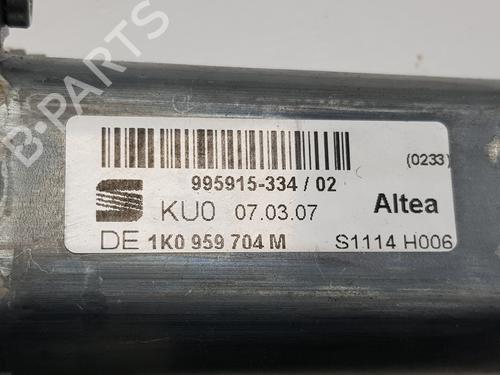 B-PARTS
(0233)
995915-334 / 02
KU0 07.03.07 Altea
DE 1K0 959 704 M S1114 H006